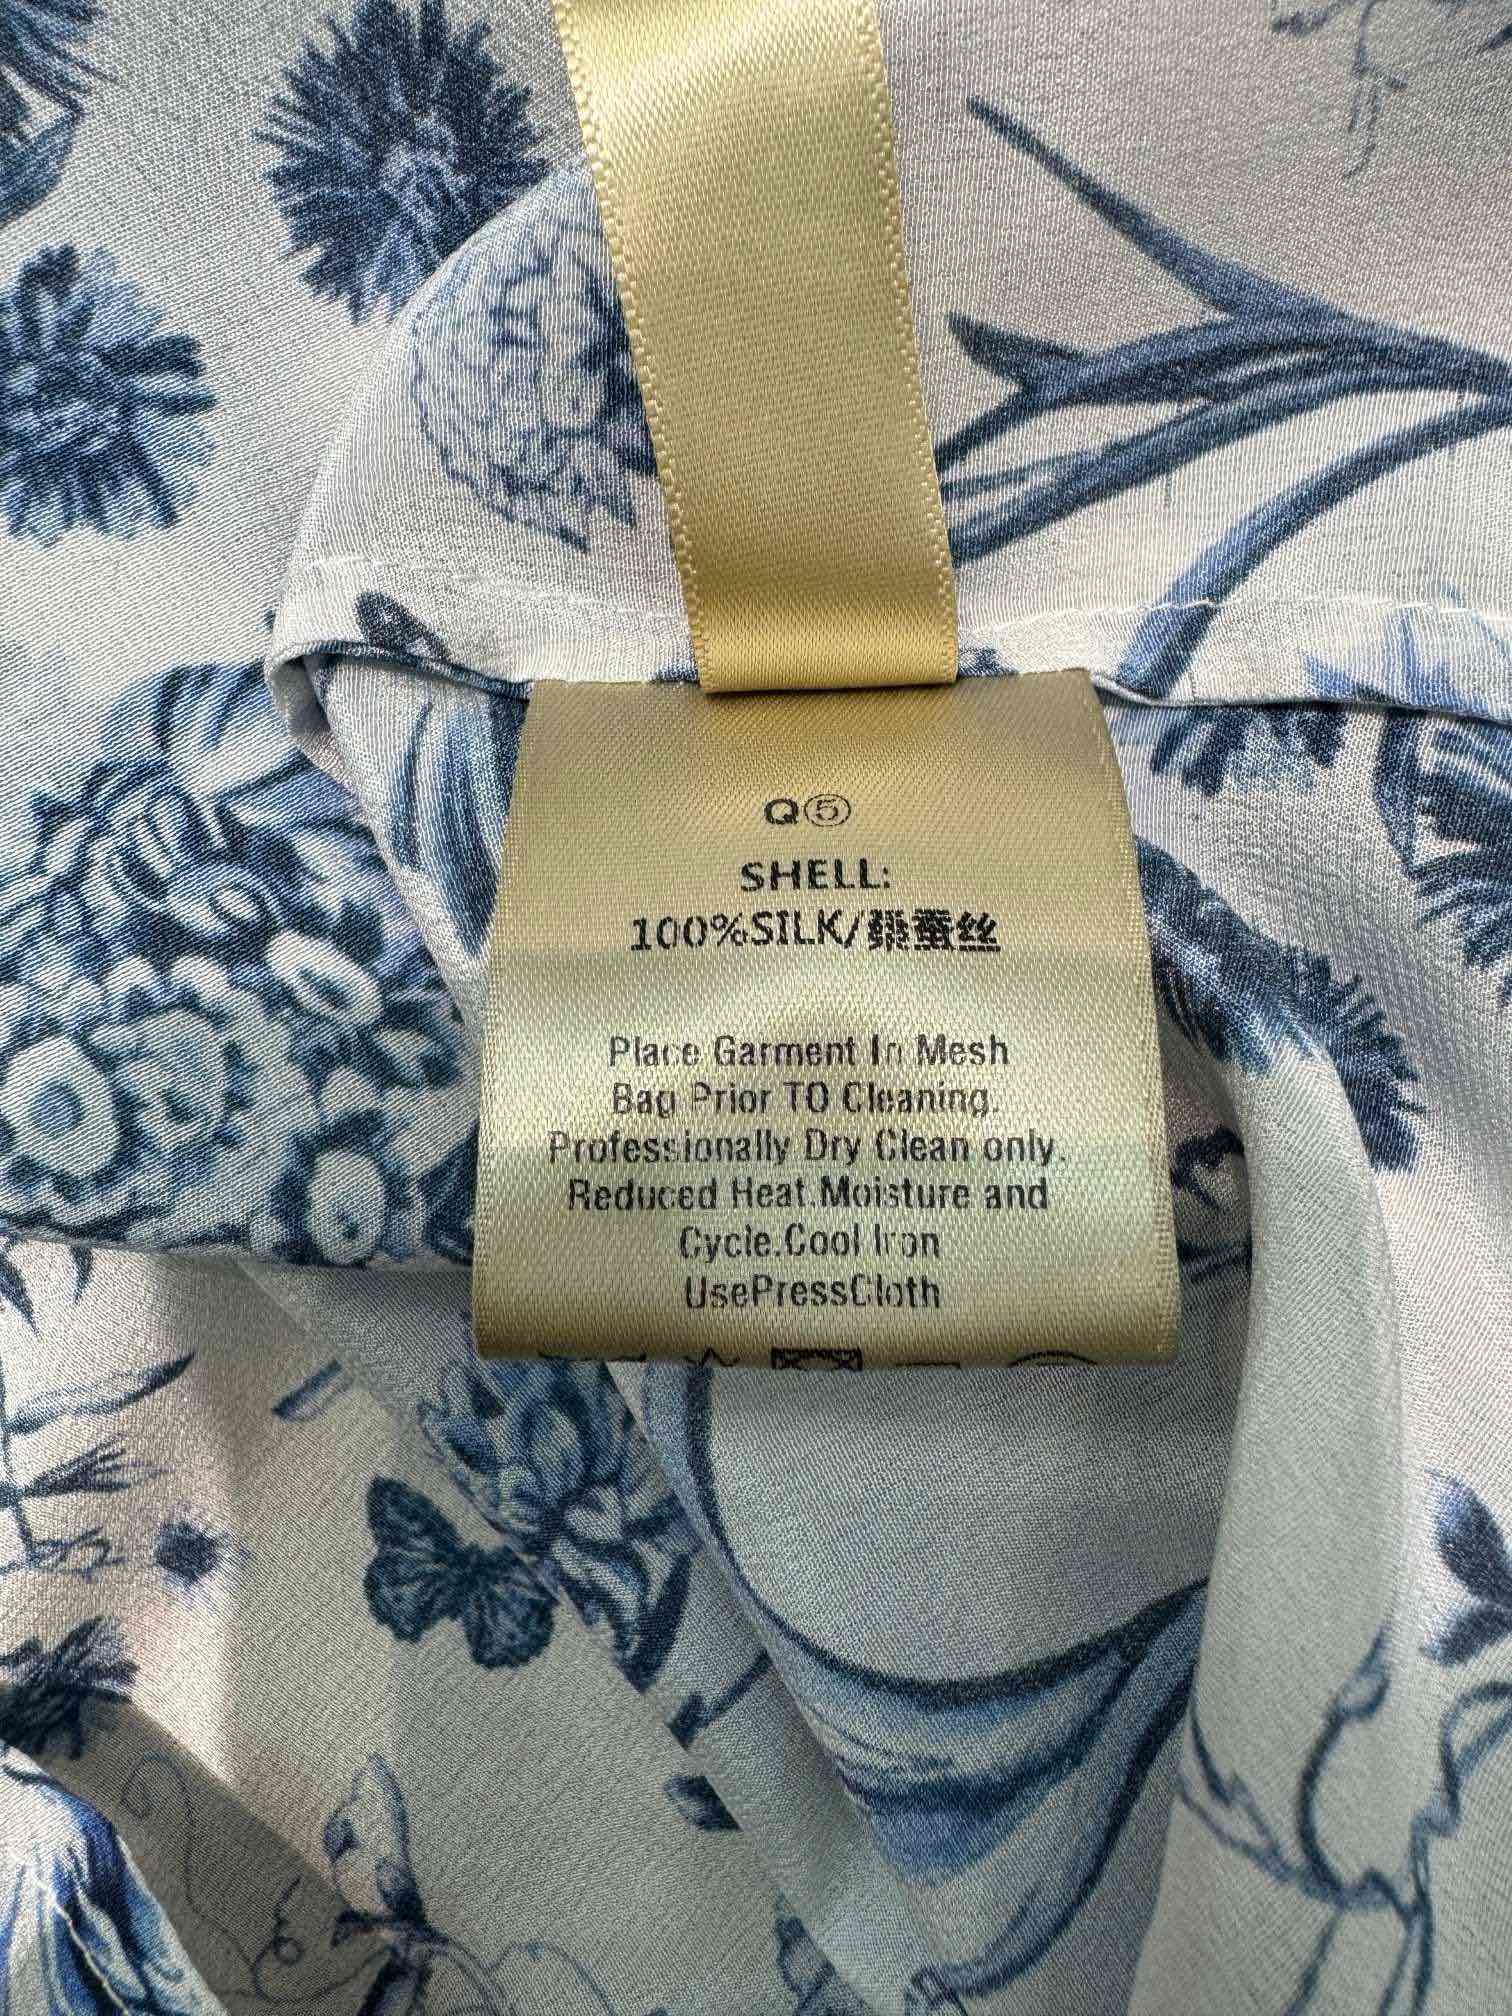 Q⑤
SHELL:
100%SILK/桑蚕丝
Place Garment In Mesh
Bag Prior TO Cleaning.
Professionally Dry Clean only.
Reduced Heat.Moisture and
Cycle.Cool Iron
UsePressCloth